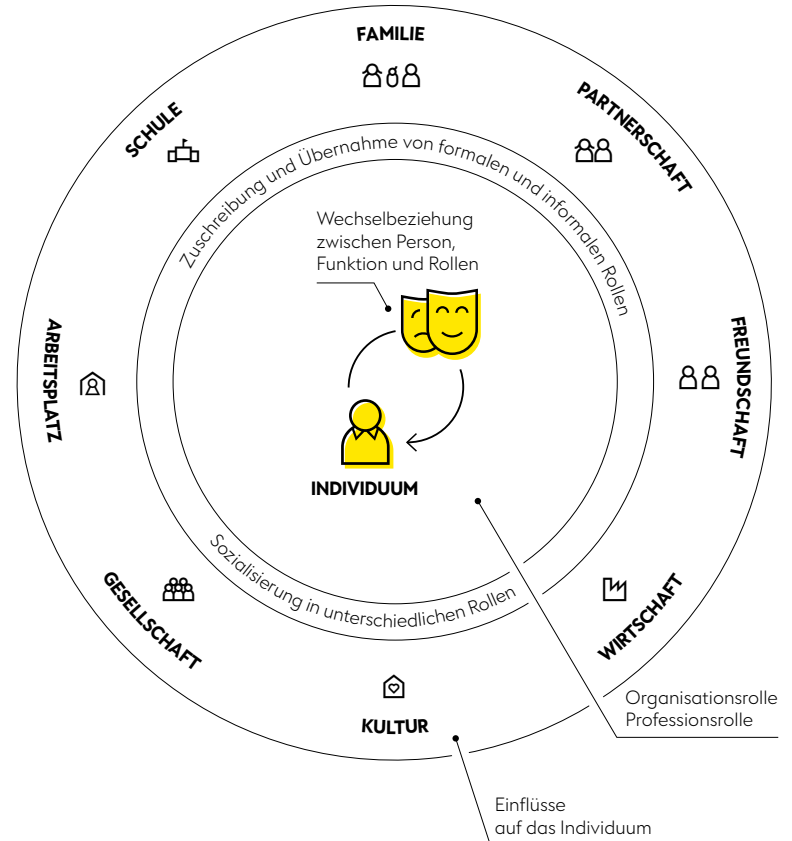 FAMILIE
PARTNERSCHAFT
SCHULE
Zuschreibung und Übernahme von formalen und informalen Rollen
Wechselbeziehung
zwischen Person,
Funktion und Rollen
ARBEITSPLATZ
FREUNDSCHAFT
INDIVIDUUM
Sozialisierung in unterschiedlichen Rollen
GESELLSCHAFT
WIRTSCHAFT
KULTUR
Organisationsrolle
Professionsrolle
Einflüsse
auf das Individuum